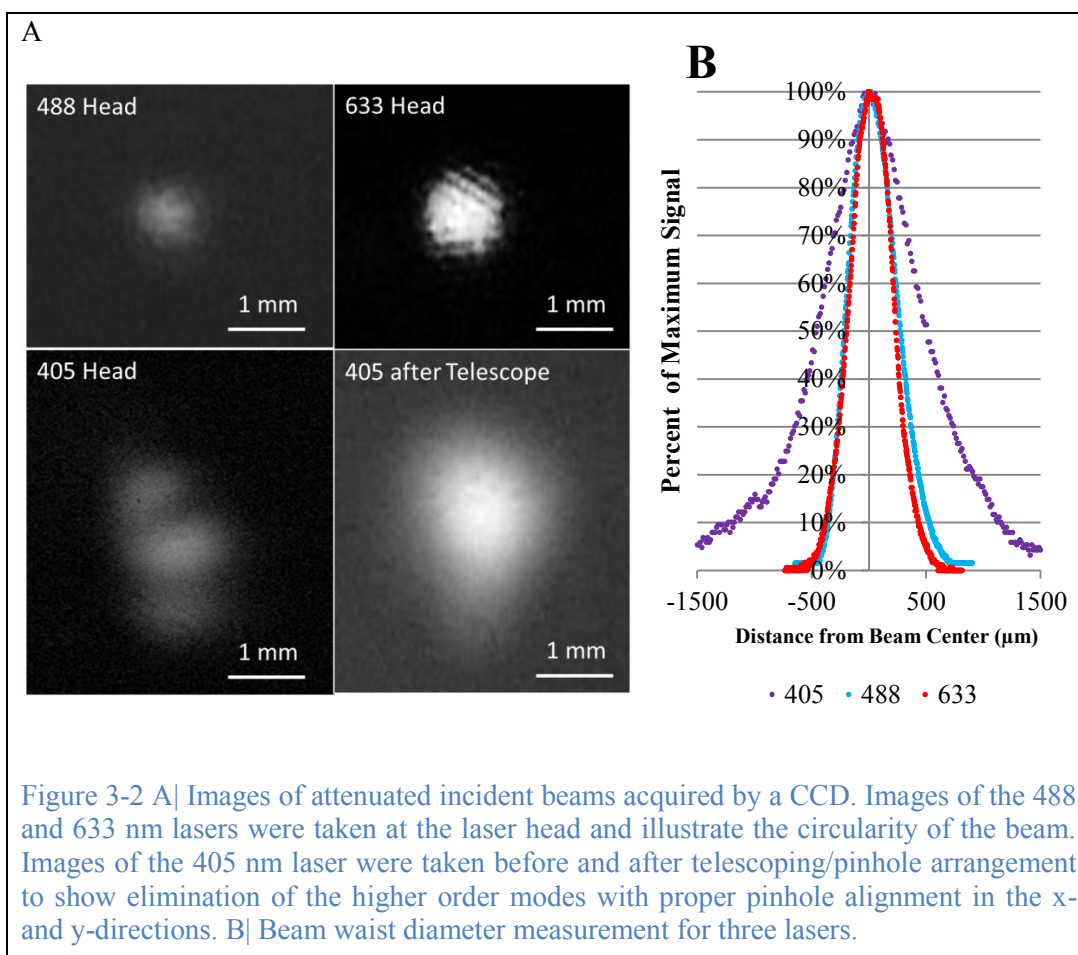 A
488 Head
1 mm
633 Head
1 mm
405 Head
1 mm
405 after Telescope
1 mm
B
Percent of Maximum Signal
100%
90%
80%
70%
60%
50%
40%
30%
20%
10%
0%
-1500 -500 500 1500
Distance from Beam Center (µm)
405 488 633
Figure 3-2 A| Images of attenuated incident beams acquired by a CCD. Images of the 488
and 633 nm lasers were taken at the laser head and illustrate the circularity of the beam.
Images of the 405 nm laser were taken before and after telescoping/pinhole arrangement
to show elimination of the higher order modes with proper pinhole alignment in the x-
and y-directions. B| Beam waist diameter measurement for three lasers.